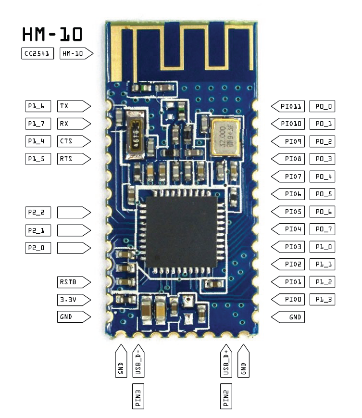 HM-10
CC2541 HM-10
P1_6 TX
P1_7 RX
P1_4 CTS
P1_5 RTS
P2_2
P2_1
P2_0
RSTB
3.3V
GND
PIO11 P0_0
PIO10 P0_1
PIO9 P0_2
PIO8 P0_3
PIO7 P0_4
PIO6 P0_5
PIO5 P0_6
PIO4 P0_7
PIO3 P1_0
PIO2 P1_1
PIO1 P1_2
PIO0 P1_3
GND
GND
USB_D-
PIN3
USB_D+
PIN2
GND